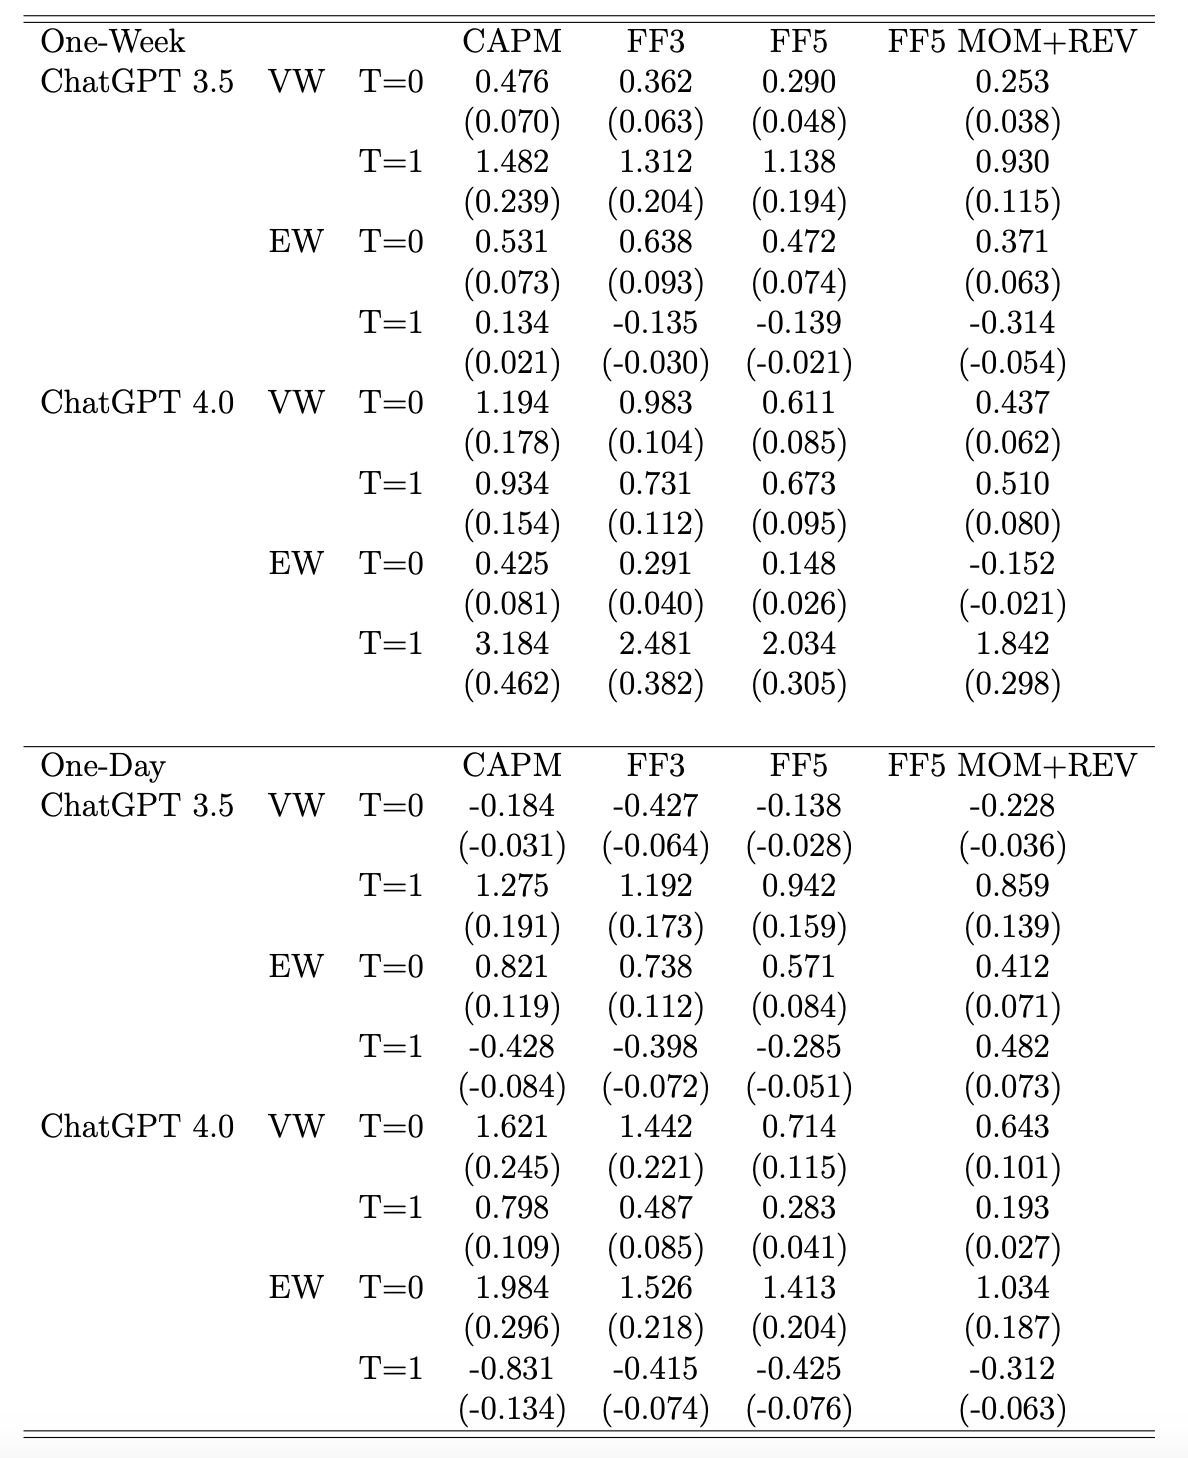 One-Week CAPM FF3 FF5 FF5 MOM+REV
ChatGPT 3.5 VW T=0 0.476 0.362 0.290 0.253
(0.070) (0.063) (0.048) (0.038)
T=1 1.482 1.312 1.138 0.930
(0.239) (0.204) (0.194) (0.115)
EW T=0 0.531 0.638 0.472 0.371
(0.073) (0.093) (0.074) (0.063)
T=1 0.134 -0.135 -0.139 -0.314
(0.021) (-0.030) (-0.021) (-0.054)
ChatGPT 4.0 VW T=0 1.194 0.983 0.611 0.437
(0.178) (0.104) (0.085) (0.062)
T=1 0.934 0.731 0.673 0.510
(0.154) (0.112) (0.095) (0.080)
EW T=0 0.425 0.291 0.148 -0.152
(0.081) (0.040) (0.026) (-0.021)
T=1 3.184 2.481 2.034 1.842
(0.462) (0.382) (0.305) (0.298)
One-Day CAPM FF3 FF5 FF5 MOM+REV
ChatGPT 3.5 VW T=0 -0.184 -0.427 -0.138 -0.228
(-0.031) (-0.064) (-0.028) (-0.036)
T=1 1.275 1.192 0.942 0.859
(0.191) (0.173) (0.159) (0.139)
EW T=0 0.821 0.738 0.571 0.412
(0.119) (0.112) (0.084) (0.071)
T=1 -0.428 -0.398 -0.285 0.482
(-0.084) (-0.072) (-0.051) (0.073)
ChatGPT 4.0 VW T=0 1.621 1.442 0.714 0.643
(0.245) (0.221) (0.115) (0.101)
T=1 0.798 0.487 0.283 0.193
(0.109) (0.085) (0.041) (0.027)
EW T=0 1.984 1.526 1.413 1.034
(0.296) (0.218) (0.204) (0.187)
T=1 -0.831 -0.415 -0.425 -0.312
(-0.134) (-0.074) (-0.076) (-0.063)